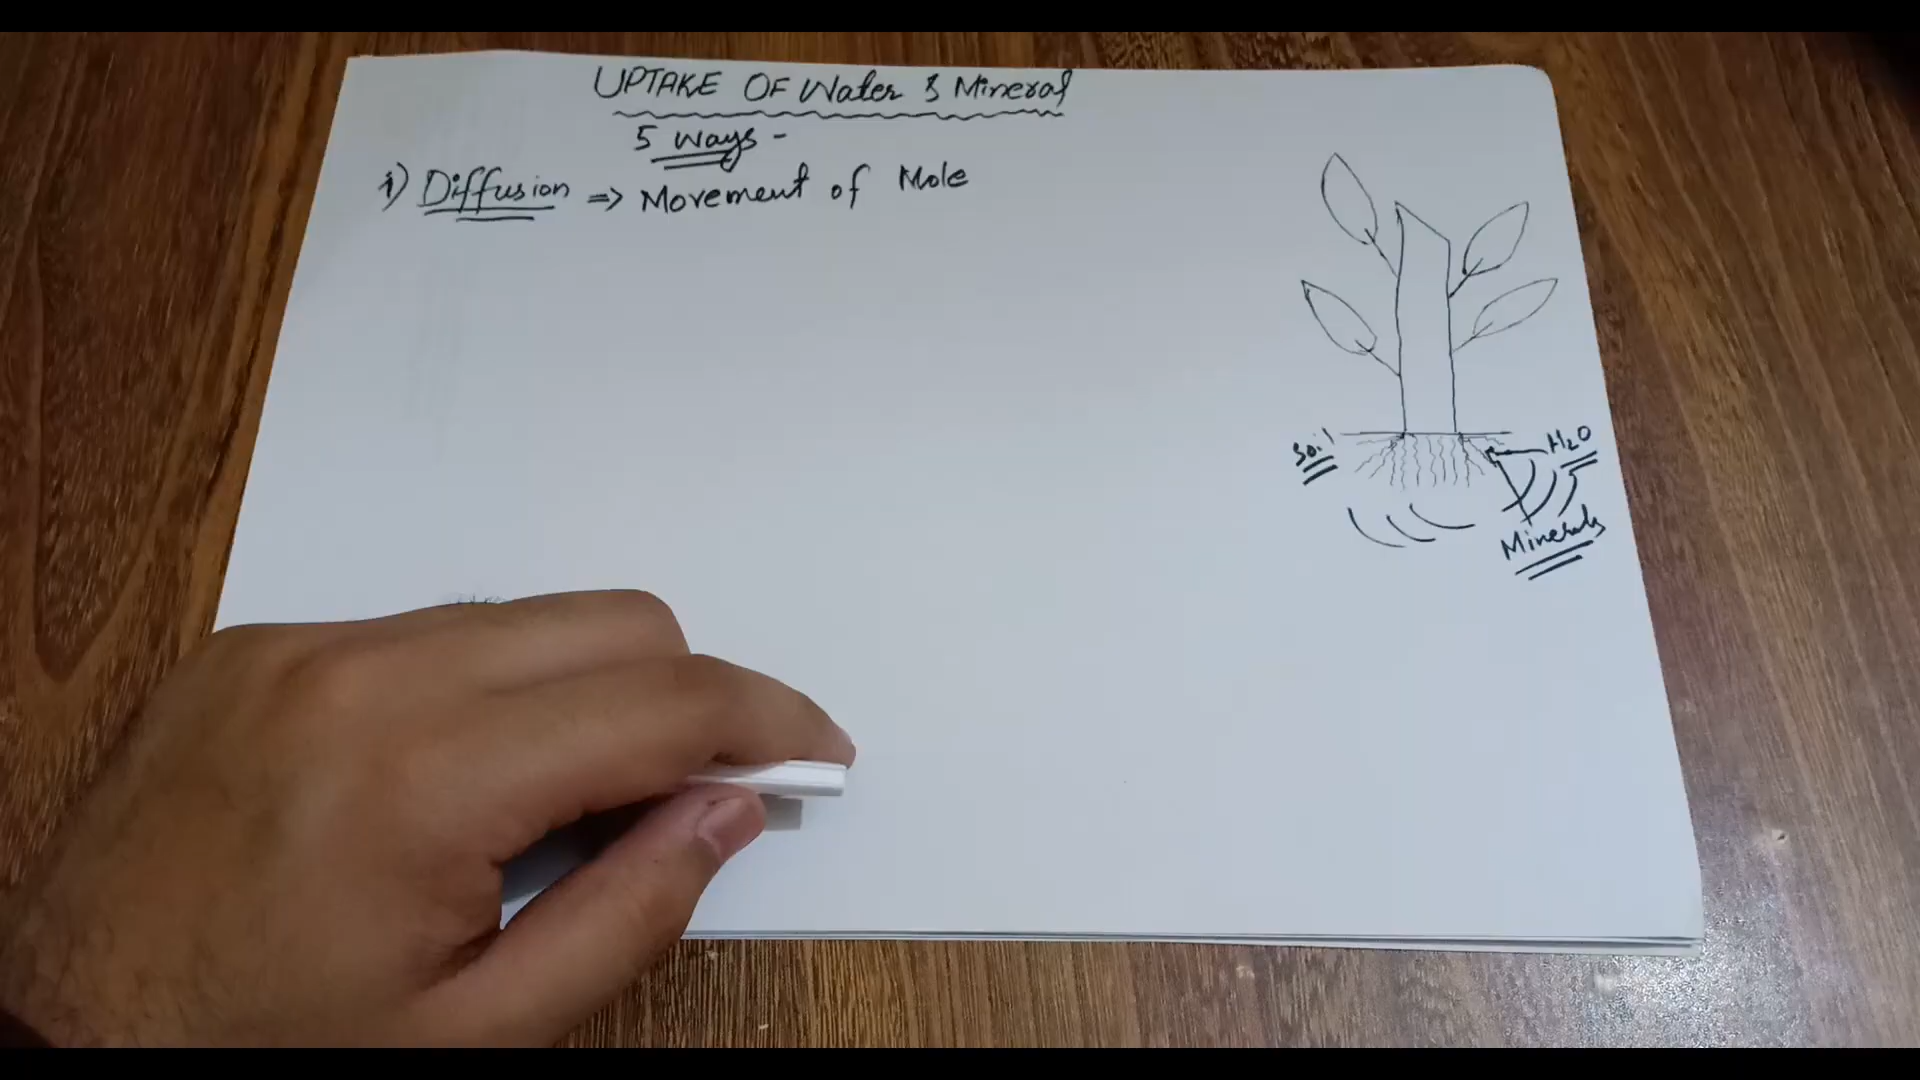 UPTAKE OF Water & Mineral
5 Ways -
i) Diffusion => Movement of Mole
Soil
H2O
Minerals